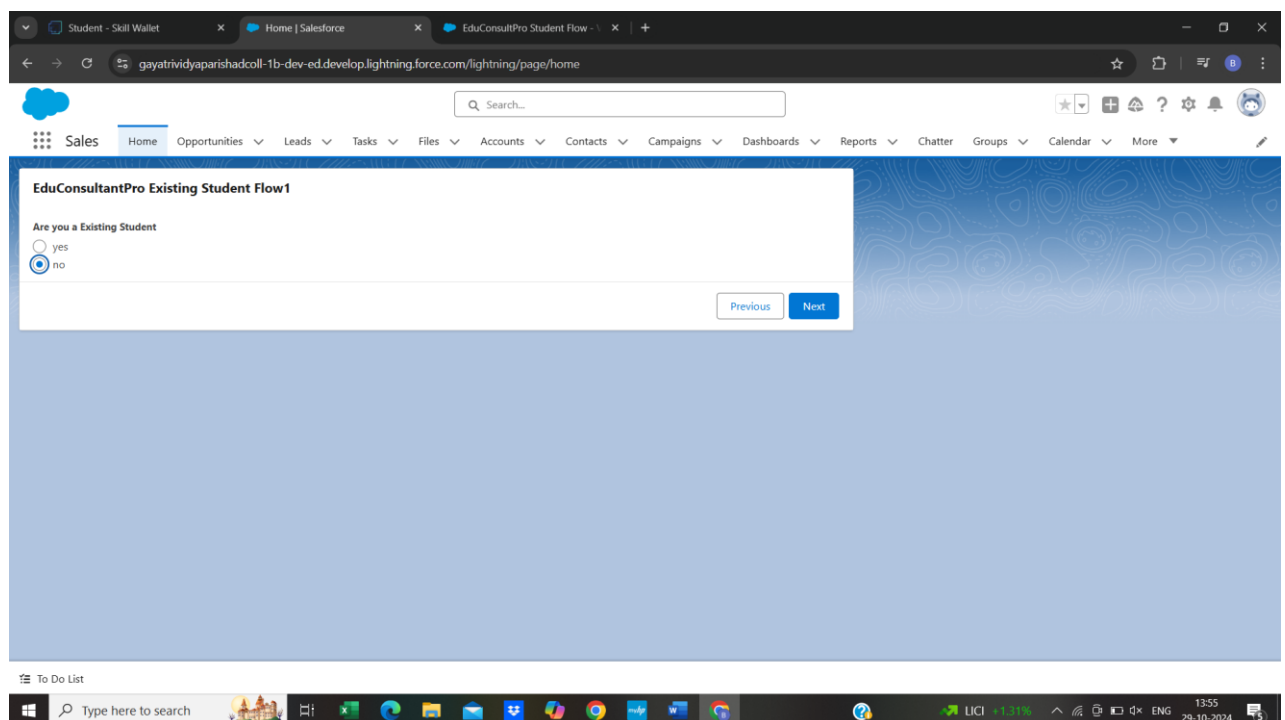 Student - Skill Wallet
Home | Salesforce
EduConsultPro Student Flow -
gayatrividyaparishadcoll-1b-dev-ed.develop.lightning.force.com/lightning/page/home
B
Search...
Sales
Home
Opportunities
Leads
Tasks
Files
Accounts
Contacts
Campaigns
Dashboards
Reports
Chatter
Groups
Calendar
More
EduConsultantPro Existing Student Flow1
Are you a Existing Student
yes
no
Previous
Next
To Do List
Type here to search
LICI +1.31%
ENG
13:55
29-10-2024